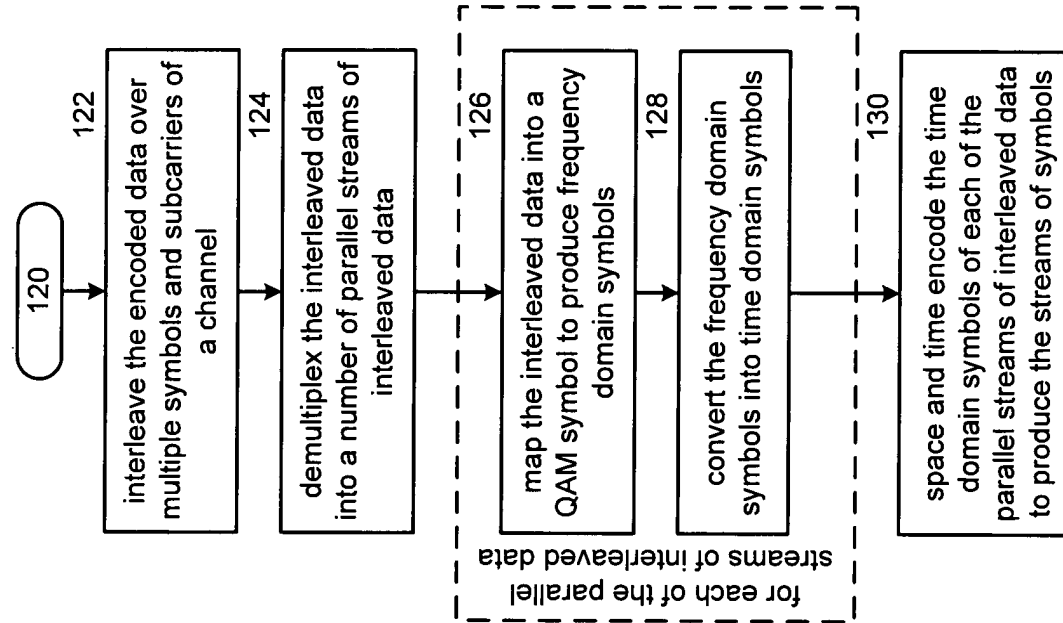 120
122
interleave the encoded data over
multiple symbols and subcarriers of
a channel
124
demultiplex the interleaved data
into a number of parallel streams of
interleaved data
for each of the parallel
streams of interleaved data
126
map the interleaved data into a
QAM symbol to produce frequency
domain symbols
128
convert the frequency domain
symbols into time domain symbols
130
space and time encode the time
domain symbols of each of the
parallel streams of interleaved data
to produce the streams of symbols